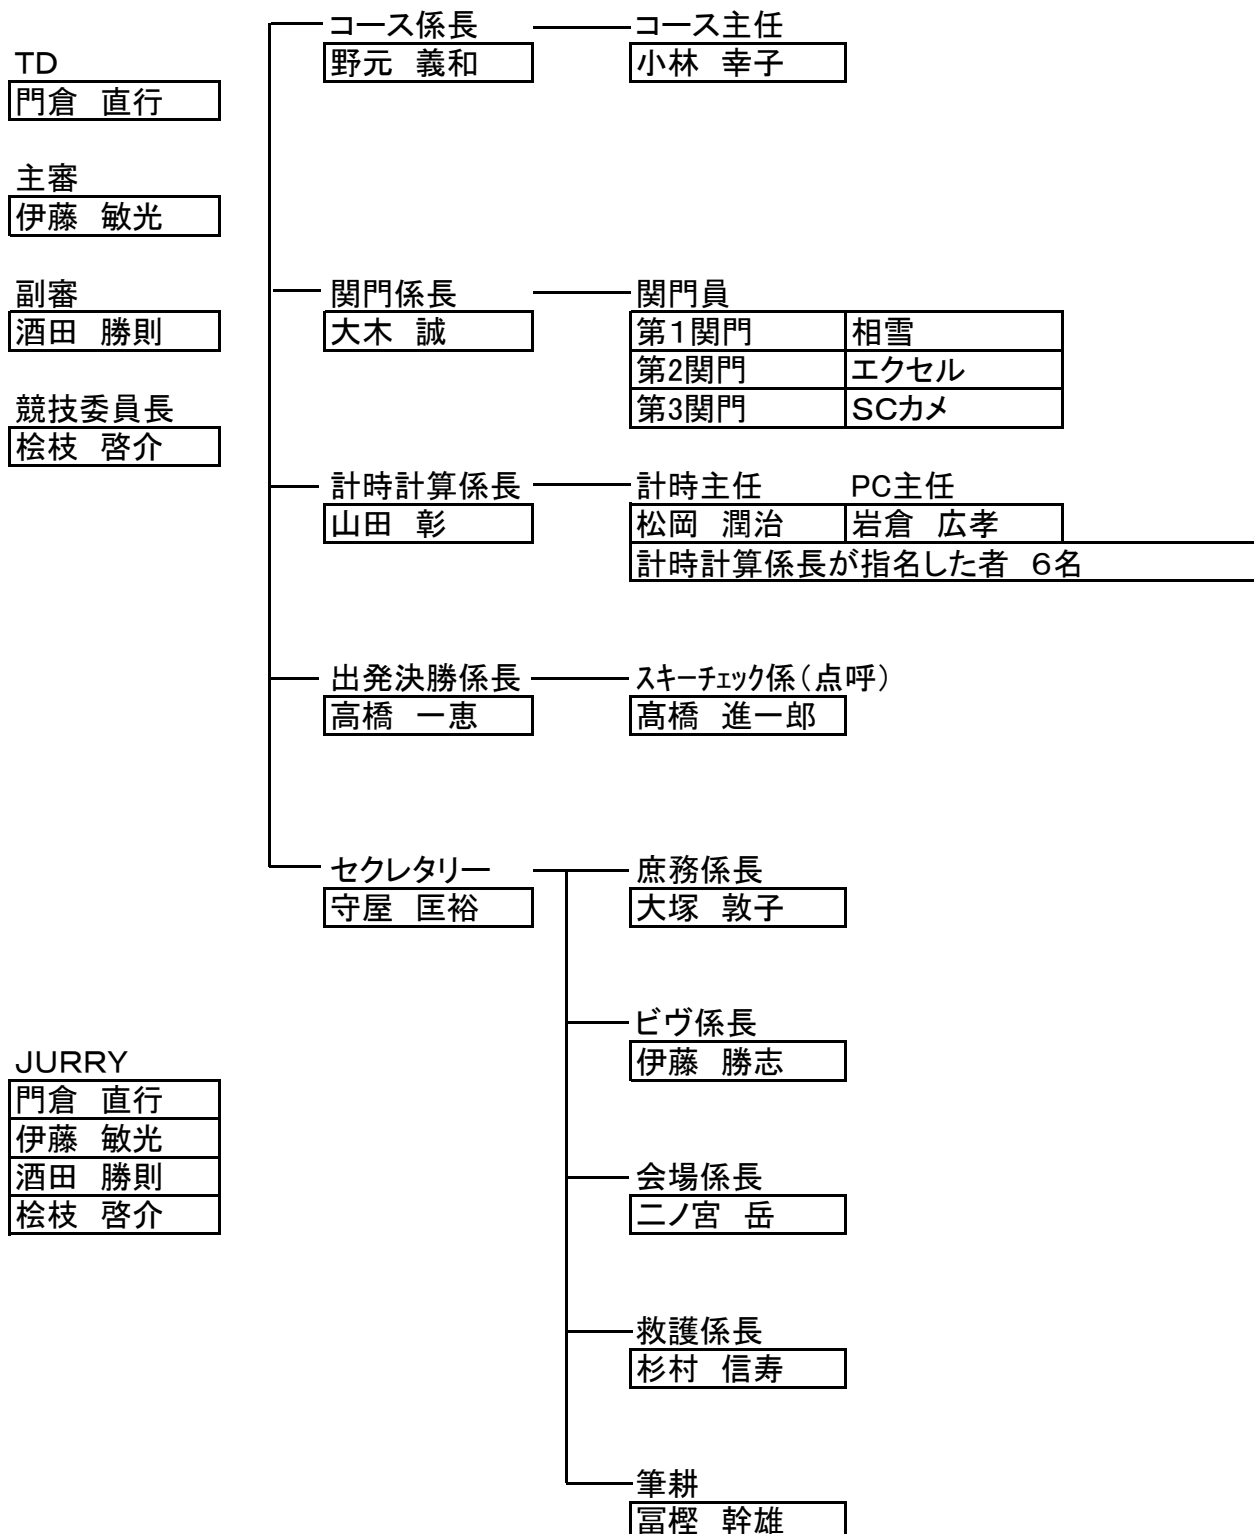 TD
門倉　直行
主審
伊藤　敏光
副審
酒田　勝則
競技委員長
桧枝　啓介
JURRY
門倉　直行
伊藤　敏光
酒田　勝則
桧枝　啓介
コース係長
野元　義和
コース主任
小林　幸子
関門係長
大木　誠
関門員
第１関門　相雪
第2関門　エクセル
第3関門　SCカメ
計時計算係長
山田　彰
計時主任　PC主任
松岡　潤治　岩倉　広孝
計時計算係長が指名した者　６名
出発決勝係長
高橋　一恵
ｽｷｰﾁｪｯｸ係（点呼）
髙橋　進一郎
セクレタリー
守屋　匡裕
庶務係長
大塚　敦子
ビヴ係長
伊藤　勝志
会場係長
二ノ宮　岳
救護係長
杉村　信寿
筆耕
冨樫　幹雄